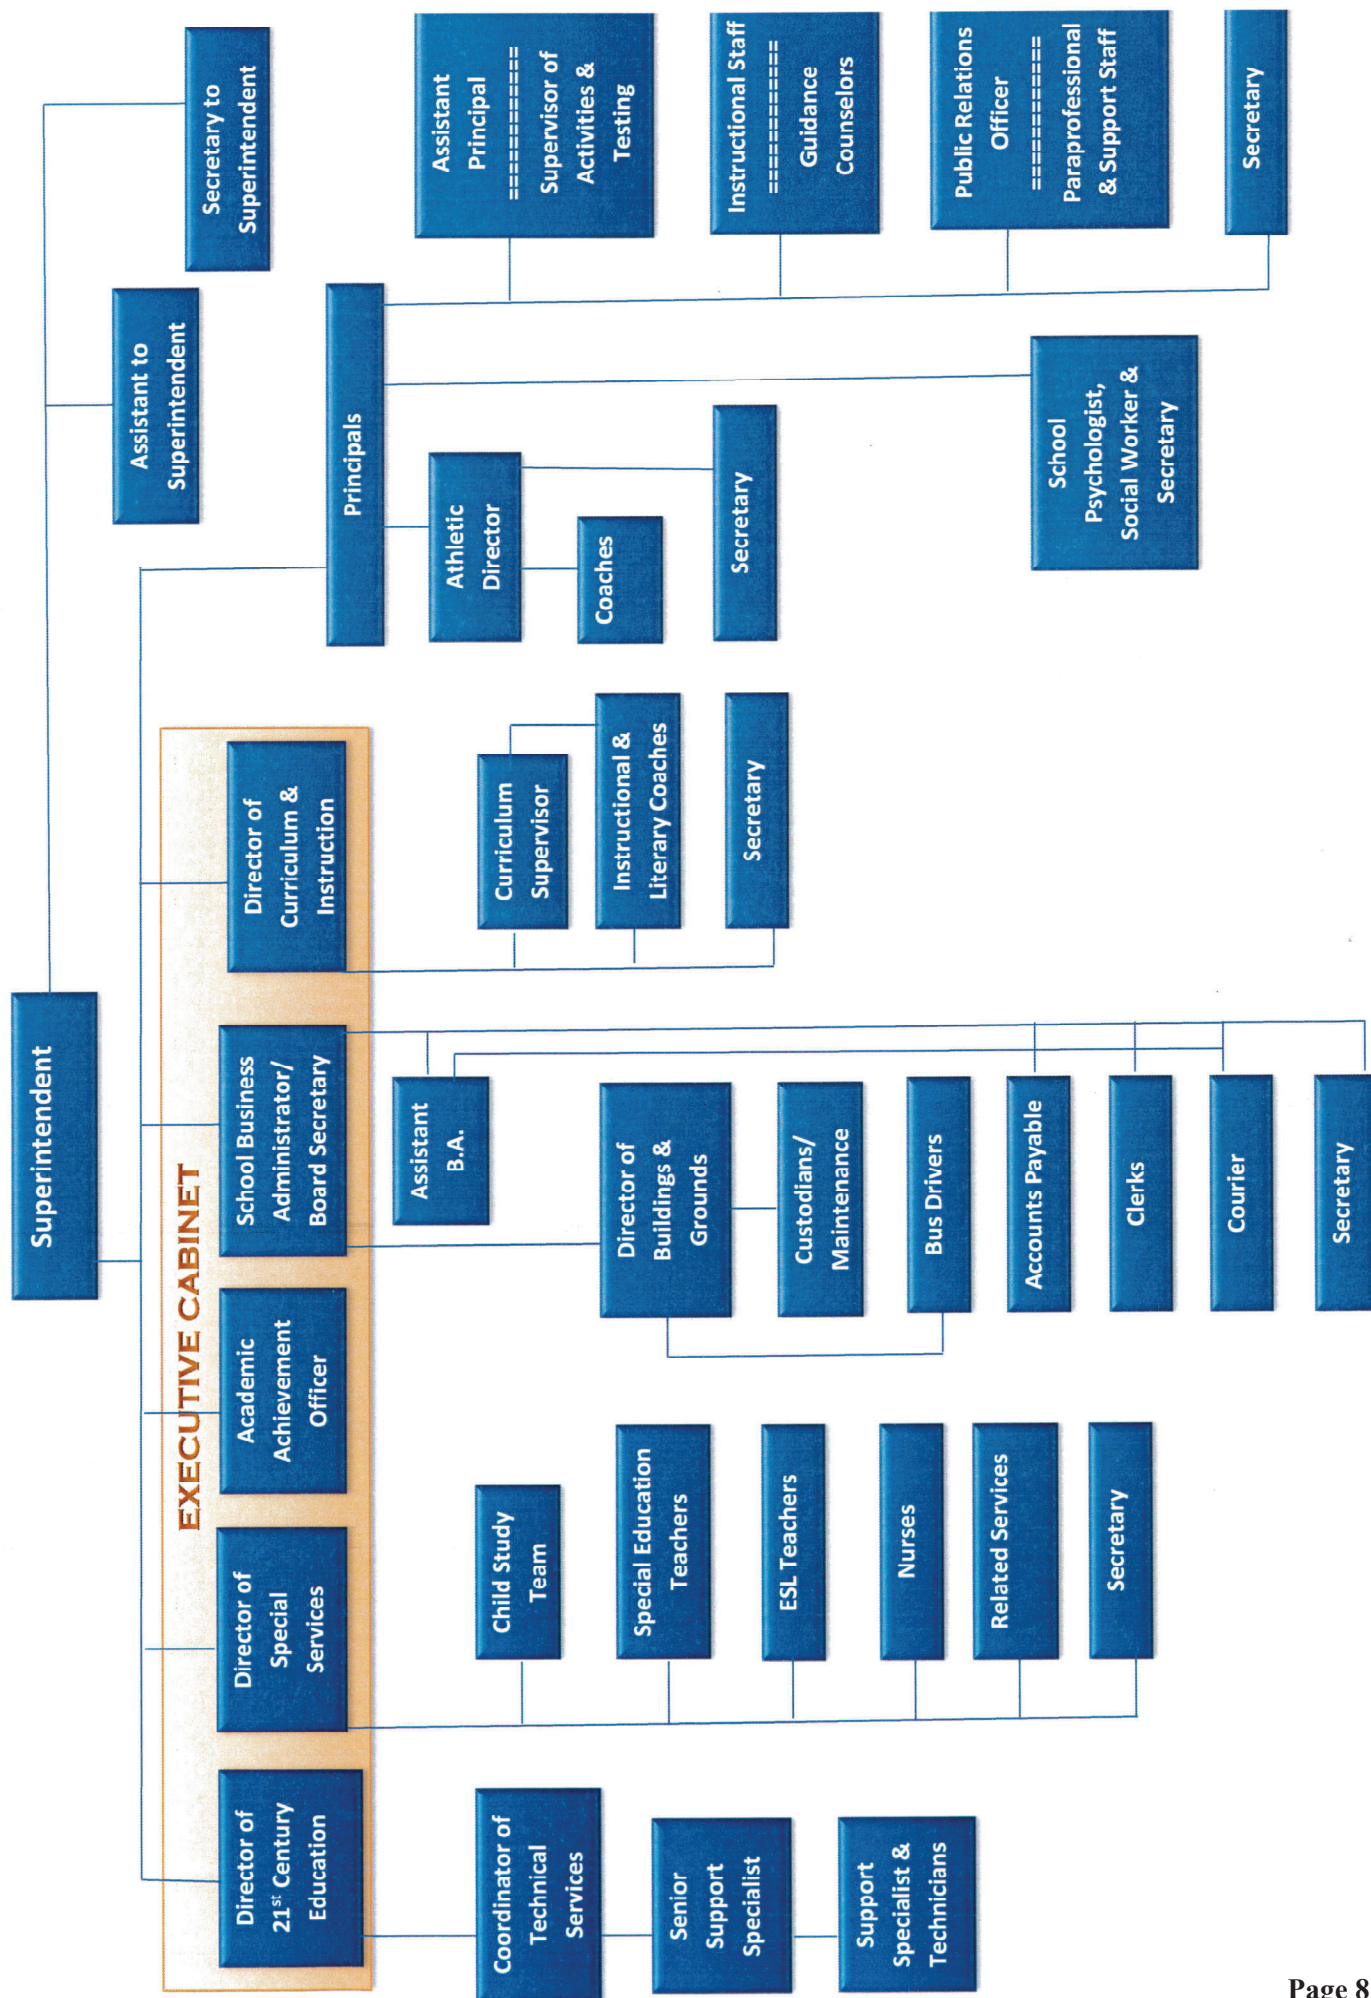 Superintendent
Assistant to
Superintendent
Secretary to
Superintendent
EXECUTIVE CABINET
Director of
21st Century
Education
Director of
Special
Services
Academic
Achievement
Officer
School Business
Administrator/
Board Secretary
Director of
Curriculum &
Instruction
Principals
Coordinator of
Technical
Services
Senior
Support
Specialist
Support
Specialist &
Technicians
Child Study
Team
Special Education
Teachers
ESL Teachers
Nurses
Related Services
Secretary
Assistant
B.A.
Director of
Buildings &
Grounds
Custodians/
Maintenance
Bus Drivers
Accounts Payable
Clerks
Courier
Secretary
Curriculum
Supervisor
Instructional &
Literary Coaches
Secretary
Athletic
Director
Coaches
Secretary
School
Psychologist,
Social Worker &
Secretary
Assistant
Principal
============
Supervisor of
Activities &
Testing
Instructional Staff
============
Guidance
Counselors
Public Relations
Officer
============
Paraprofessional
& Support Staff
Secretary
Page 8